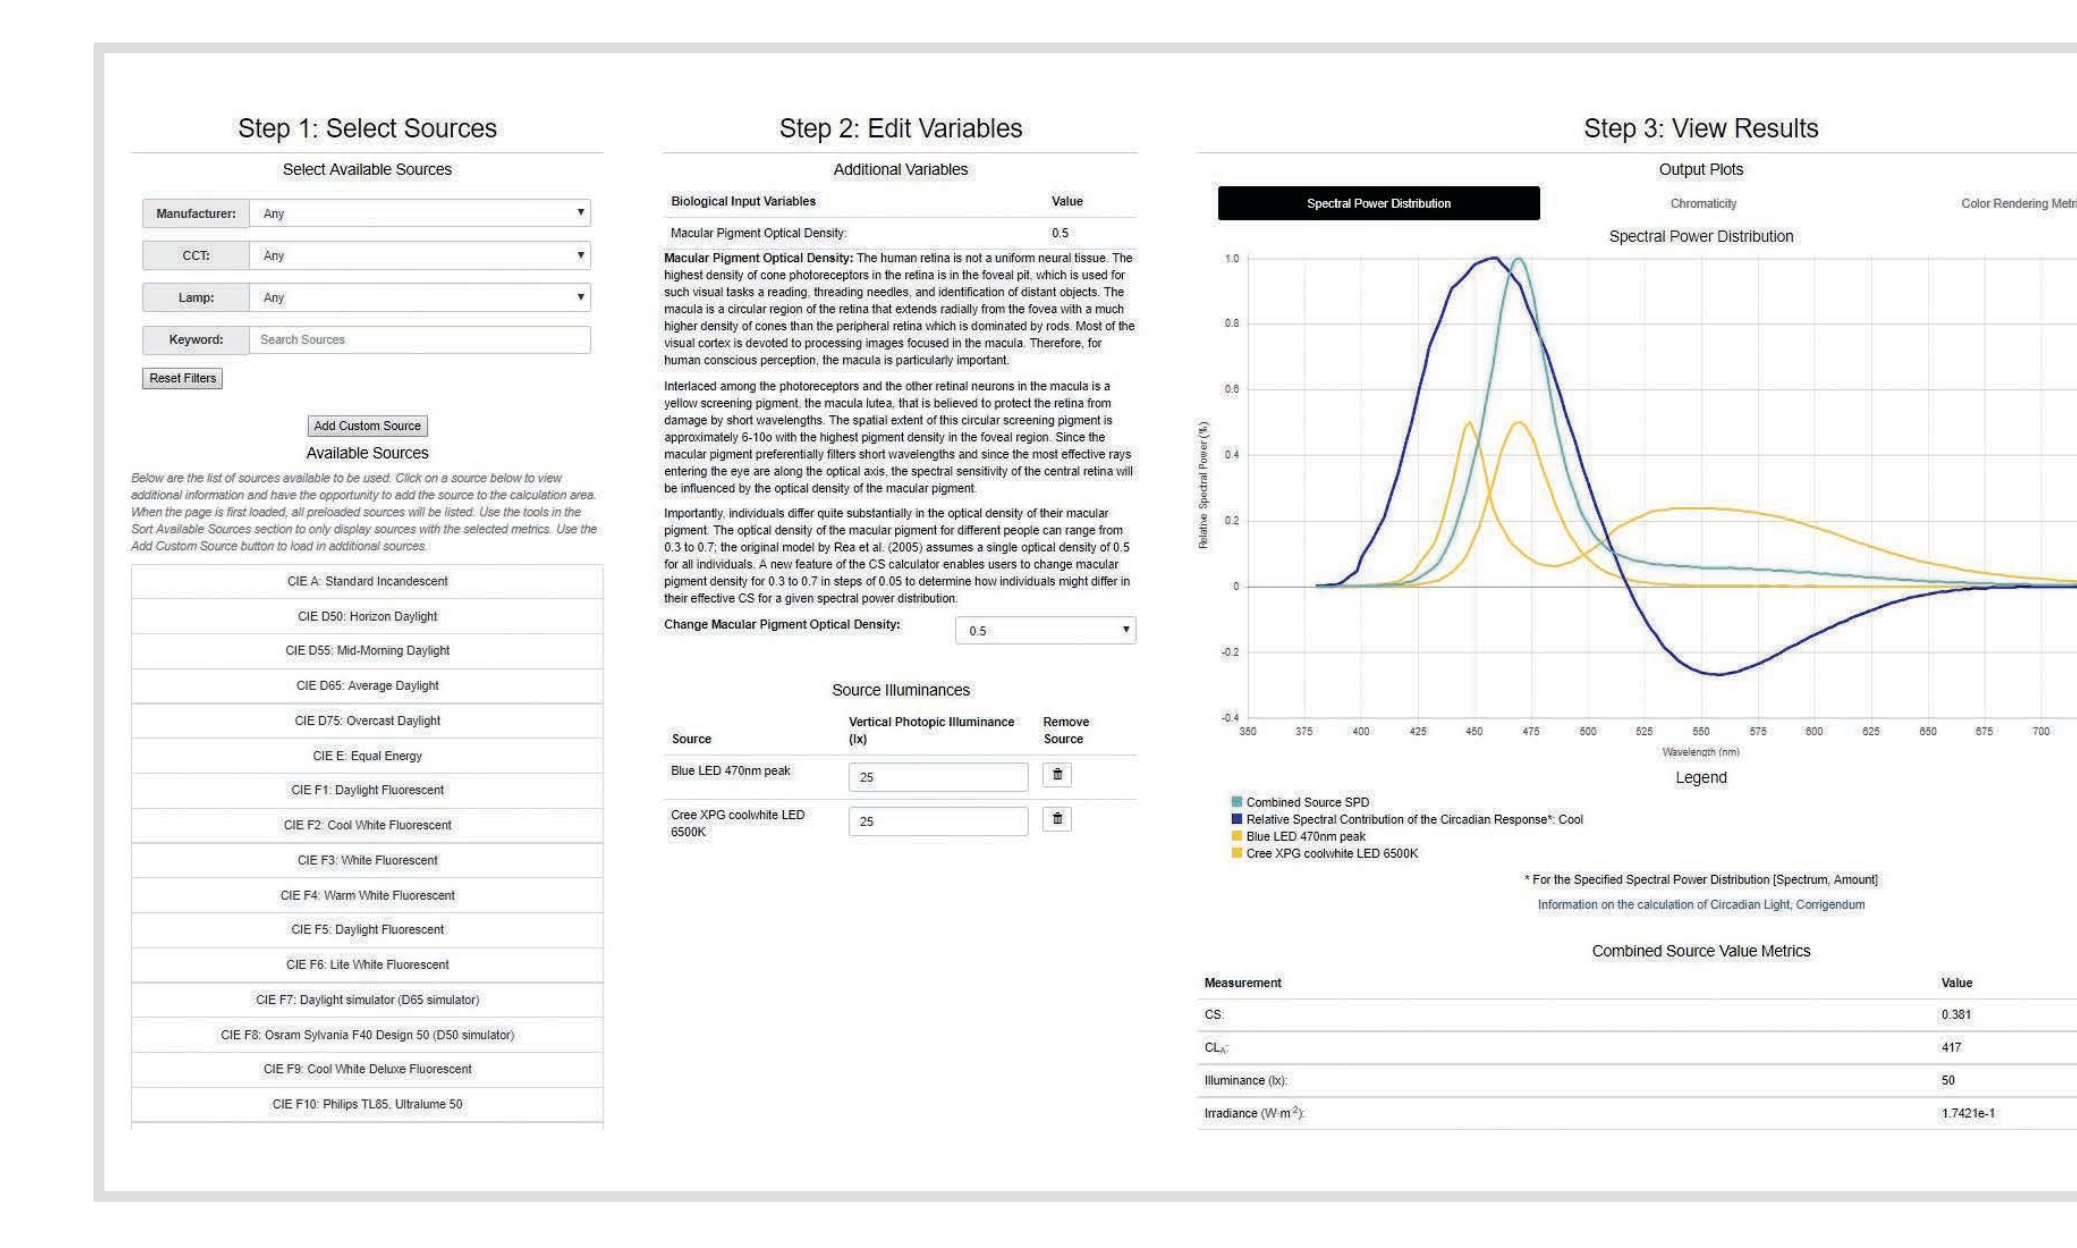 Step 1: Select Sources
Select Available Sources
Manufacturer: Any
CCT: Any
Lamp: Any
Keyword: Search Sources
Reset Filters
Add Custom Source
Available Sources
Below are the list of sources available to be used. Click on a source below to view
additional information and have the opportunity to add the source to the calculation area.
When the page is first loaded, all preloaded sources will be listed. Use the tools in the
Sort Available Sources section to only display sources with the selected metrics. Use the
Add Custom Source button to load in additional sources.
CIE A: Standard Incandescent
CIE D50: Horizon Daylight
CIE D55: Mid-Morning Daylight
CIE D65: Average Daylight
CIE D75: Overcast Daylight
CIE E: Equal Energy
CIE F1: Daylight Fluorescent
CIE F2: Cool White Fluorescent
CIE F3: White Fluorescent
CIE F4: Warm White Fluorescent
CIE F5: Daylight Fluorescent
CIE F6: Lite White Fluorescent
CIE F7: Daylight simulator (D65 simulator)
CIE F8: Osram Sylvania F40 Design 50 (D50 simulator)
CIE F9: Cool White Deluxe Fluorescent
CIE F10: Philips TL85, Ultralume 50
Step 2: Edit Variables
Additional Variables
Biological Input Variables Value
Macular Pigment Optical Density: 0.5
Macular Pigment Optical Density: The human retina is not a uniform neural tissue. The
highest density of cone photoreceptors in the retina is in the foveal pit, which is used for
such visual tasks a reading, threading needles, and identification of distant objects. The
macula is a circular region of the retina that extends radially from the fovea with a much
higher density of cones than the peripheral retina which is dominated by rods. Most of the
visual cortex is devoted to processing images focused in the macula. Therefore, for
human conscious perception, the macula is particularly important.
Interlaced among the photoreceptors and the other retinal neurons in the macula is a
yellow screening pigment, the macula lutea, that is believed to protect the retina from
damage by short wavelengths. The spatial extent of this circular screening pigment is
approximately 6-10o with the highest pigment density in the foveal region. Since the
macular pigment preferentially filters short wavelengths and since the most effective rays
entering the eye are along the optical axis, the spectral sensitivity of the central retina will
be influenced by the optical density of the macular pigment.
Importantly, individuals differ quite substantially in the optical density of their macular
pigment. The optical density of the macular pigment for different people can range from
0.3 to 0.7; the original model by Rea et al. (2005) assumes a single optical density of 0.5
for all individuals. A new feature of the CS calculator enables users to change macular
pigment density for 0.3 to 0.7 in steps of 0.05 to determine how individuals might differ in
their effective CS for a given spectral power distribution.
Change Macular Pigment Optical Density: 0.5
Source Illuminances
Vertical Photopic Illuminance Remove
Source (lx) Source
Blue LED 470nm peak 25
Cree XPG coolwhite LED 25
6500K
Step 3: View Results
Output Plots
Spectral Power Distribution Chromaticity Color Rendering Metri
Spectral Power Distribution
1.0
0.8
0.6
0.4
0.2
0
-0.2
-0.4
Relative Spectral Power (%)
350 375 400 425 450 475 500 525 550 575 600 625 650 675 700
Wavelength (nm)
Legend
Combined Source SPD
Relative Spectral Contribution of the Circadian Response*: Cool
Blue LED 470nm peak
Cree XPG coolwhite LED 6500K
* For the Specified Spectral Power Distribution [Spectrum, Amount]
Information on the calculation of Circadian Light, Corrigendum
Combined Source Value Metrics
Measurement Value
CS: 0.381
CLA: 417
Illuminance (lx): 50
Irradiance (W·m-2): 1.7421e-1